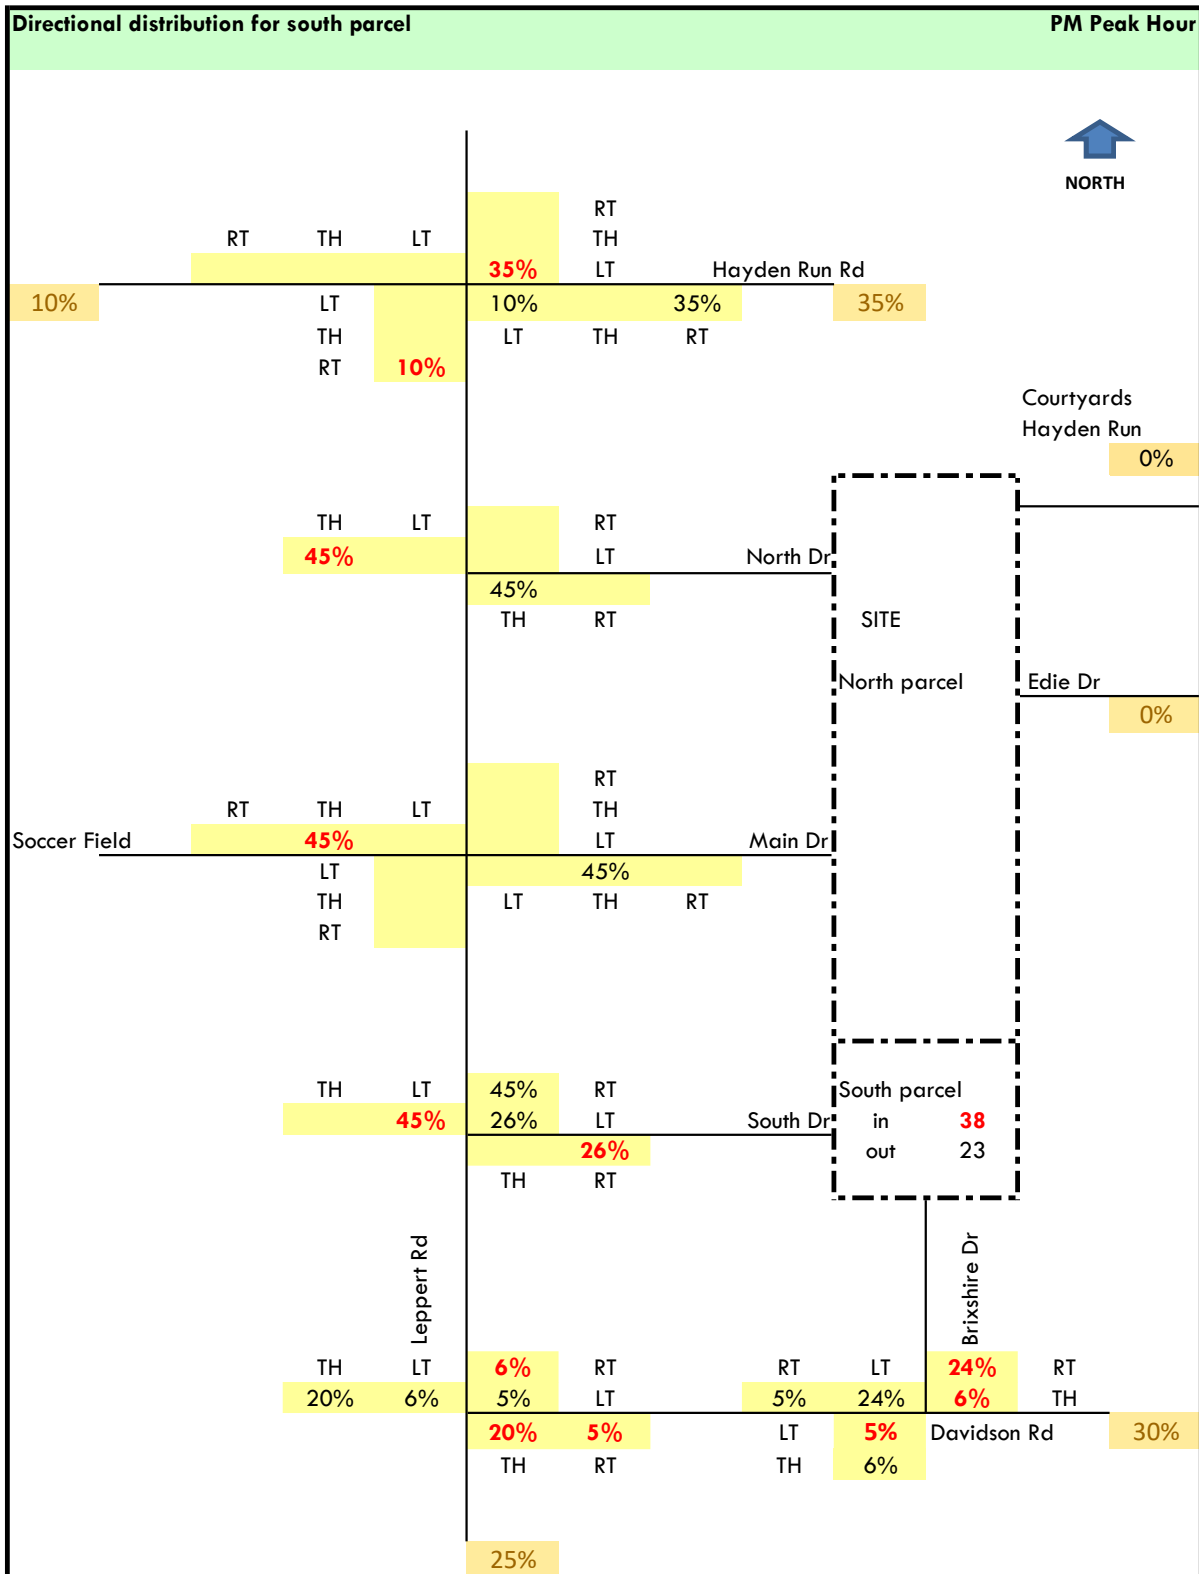 Directional distribution for south parcel PM Peak Hour
NORTH
RT
RT TH LT TH
35% LT Hayden Run Rd
10% LT 10% 35% 35%
TH LT TH RT
RT 10%
Courtyards
Hayden Run
0%
TH LT RT
45% LT North Dr
45%
TH RT SITE
North parcel Edie Dr
0%
RT
RT TH LT TH
Soccer Field 45% LT Main Dr
LT 45%
TH LT TH RT
RT
TH LT 45% RT South parcel
45% 26% LT South Dr in 38
26% out 23
TH RT
Leppert Rd
Brixshire Dr
TH LT 6% RT RT LT 24% RT
20% 6% 5% LT 5% 24% 6% TH
20% 5% LT 5% Davidson Rd 30%
TH RT TH 6%
25%